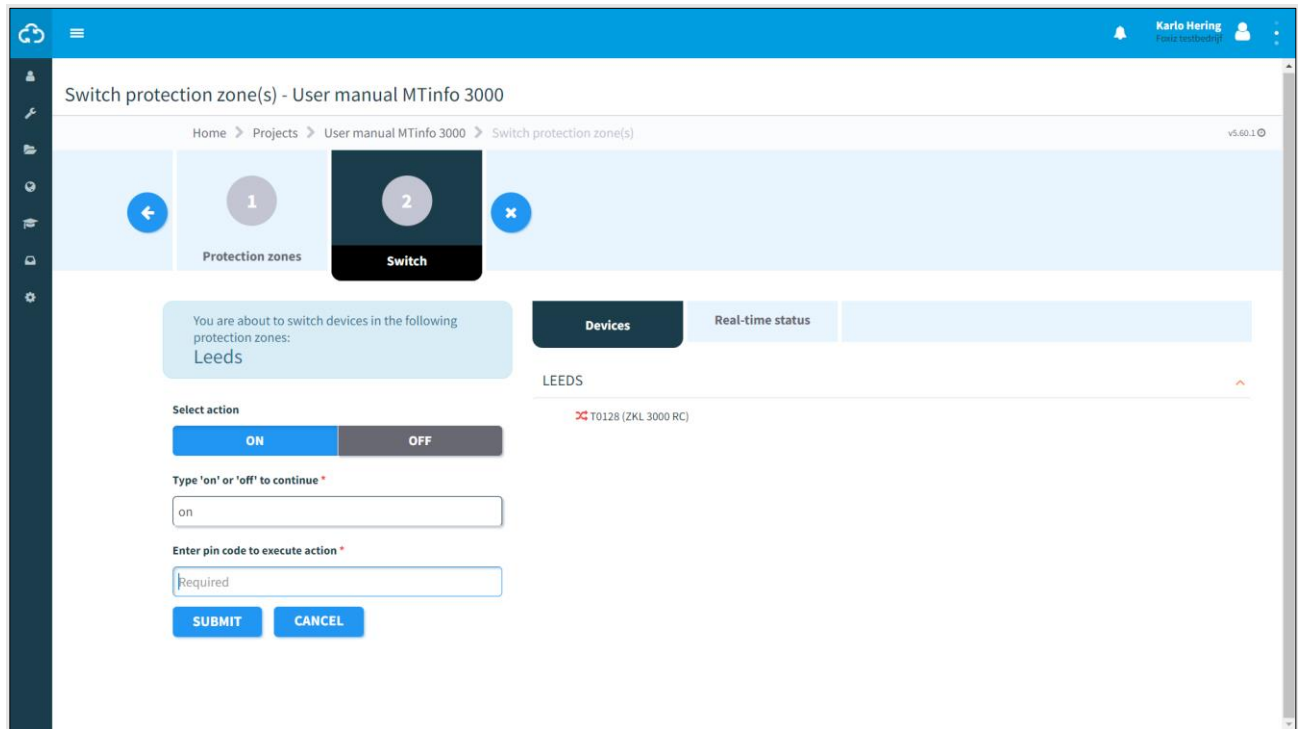 Karlo Hering
Foxiz testbedrijf
Switch protection zone(s) - User manual MTinfo 3000
Home Projects User manual MTinfo 3000 Switch protection zone(s)
v5.60.1
1
2
Protection zones
Switch
You are about to switch devices in the following
protection zones:
Leeds
Devices
Real-time status
LEEDS
T0128 (ZKL 3000 RC)
Select action
ON
OFF
Type 'on' or 'off' to continue *
on
Enter pin code to execute action *
Required
SUBMIT
CANCEL